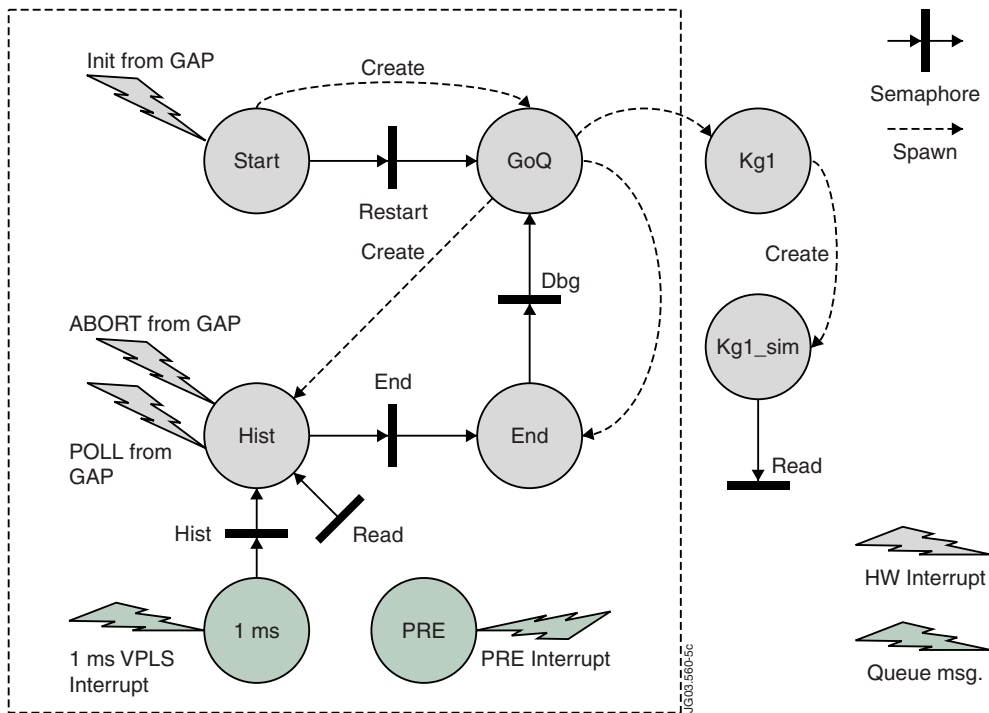 Init from GAP
Create
Start
Restart
GoQ
Kg1
Semaphore
Spawn
Create
Dbg
Create
ABORT from GAP
POLL from
GAP
Hist
End
End
Kg1_sim
Read
Hist
Read
1 ms
PRE
1 ms VPLS
Interrupt
PRE Interrupt
JG03.560-5c
HW Interrupt
Queue msg.